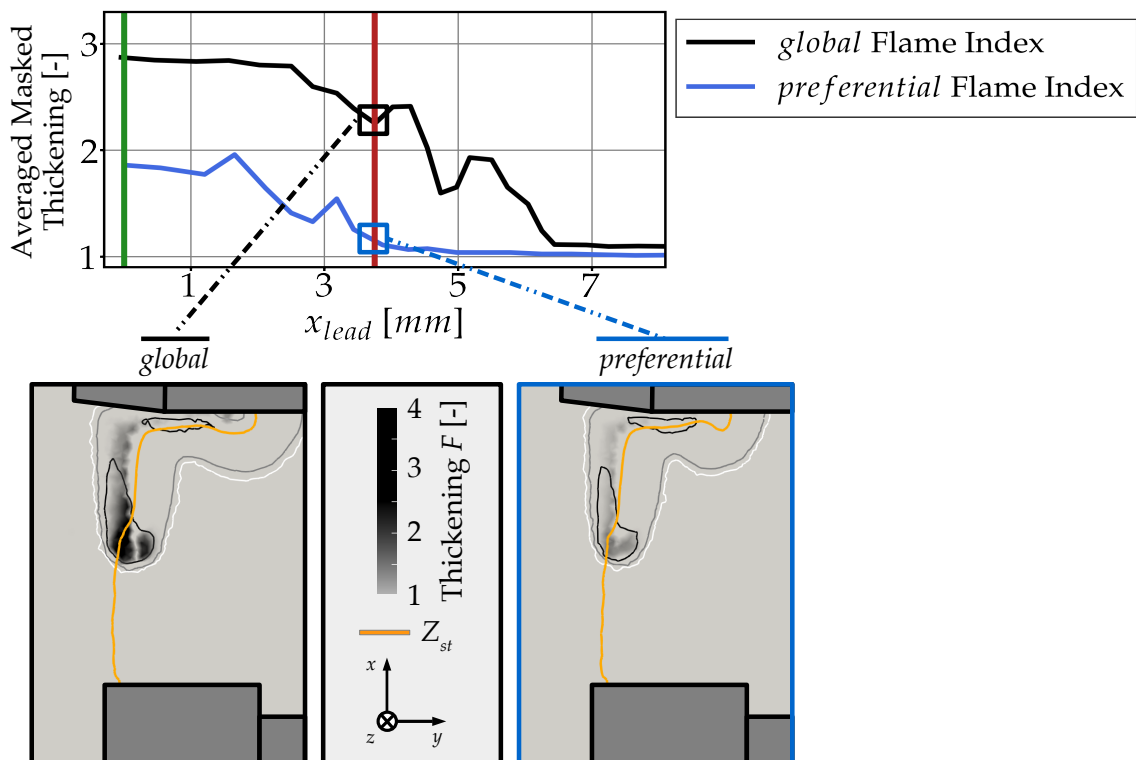 Averaged Masked
Thickening [-]
3
2
1
1 3 5 7
x_lead [mm]
global Flame Index
preferential Flame Index
global
preferential
4
3
2
1
Thickening F [-]
Z_st
x
z
y